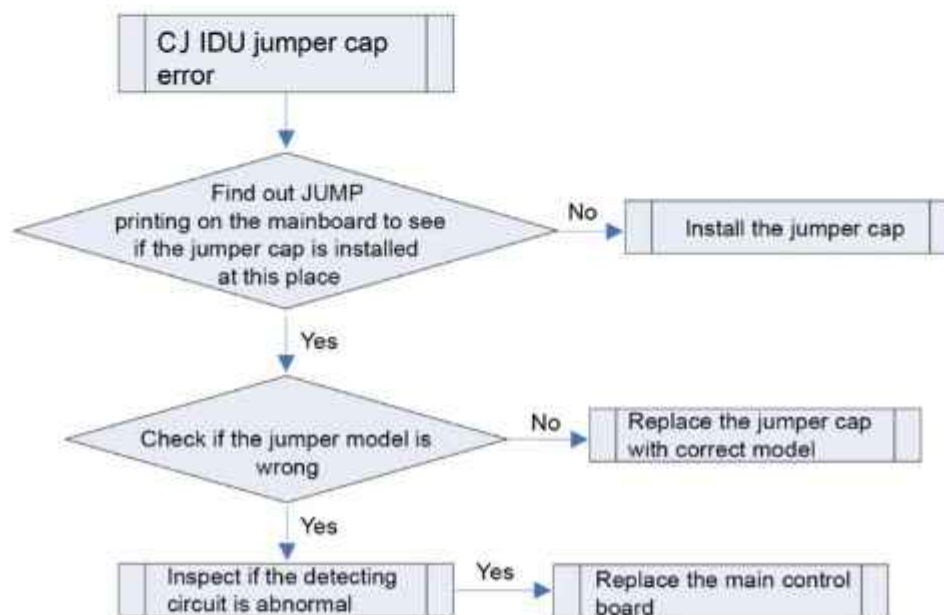 CJ IDU jumper cap
error
Find out JUMP
printing on the mainboard to see
if the jumper cap is installed
at this place
No
Install the jumper cap
Yes
Check if the jumper model is
wrong
No
Replace the jumper cap
with correct model
Yes
Inspect if the detecting
circuit is abnormal
Yes
Replace the main control
board